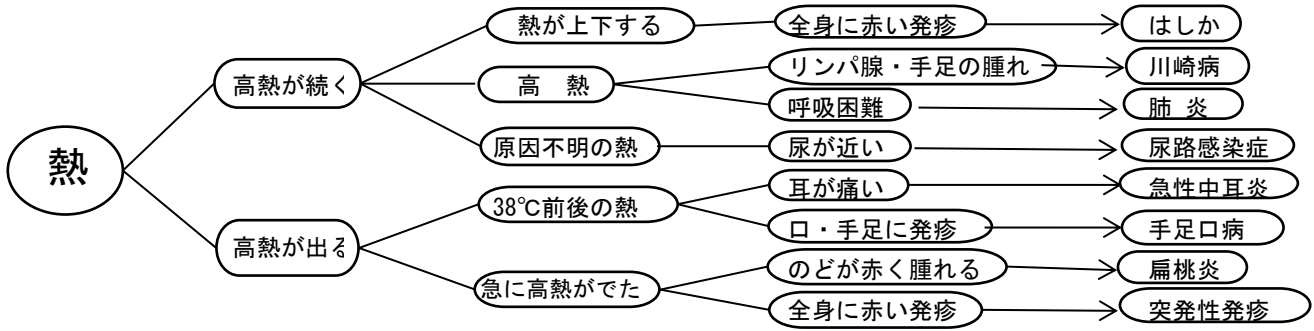 熱が上下する 全身に赤い発疹 はしか
高熱が続く 高 熱 リンパ腺・手足の腫れ 川崎病
呼吸困難 肺 炎
熱 原因不明の熱 尿が近い 尿路感染症
38℃前後の熱 耳が痛い 急性中耳炎
高熱が出る 口・手足に発疹 手足口病
急に高熱がでた のどが赤く腫れる 扁桃炎
全身に赤い発疹 突発性発疹